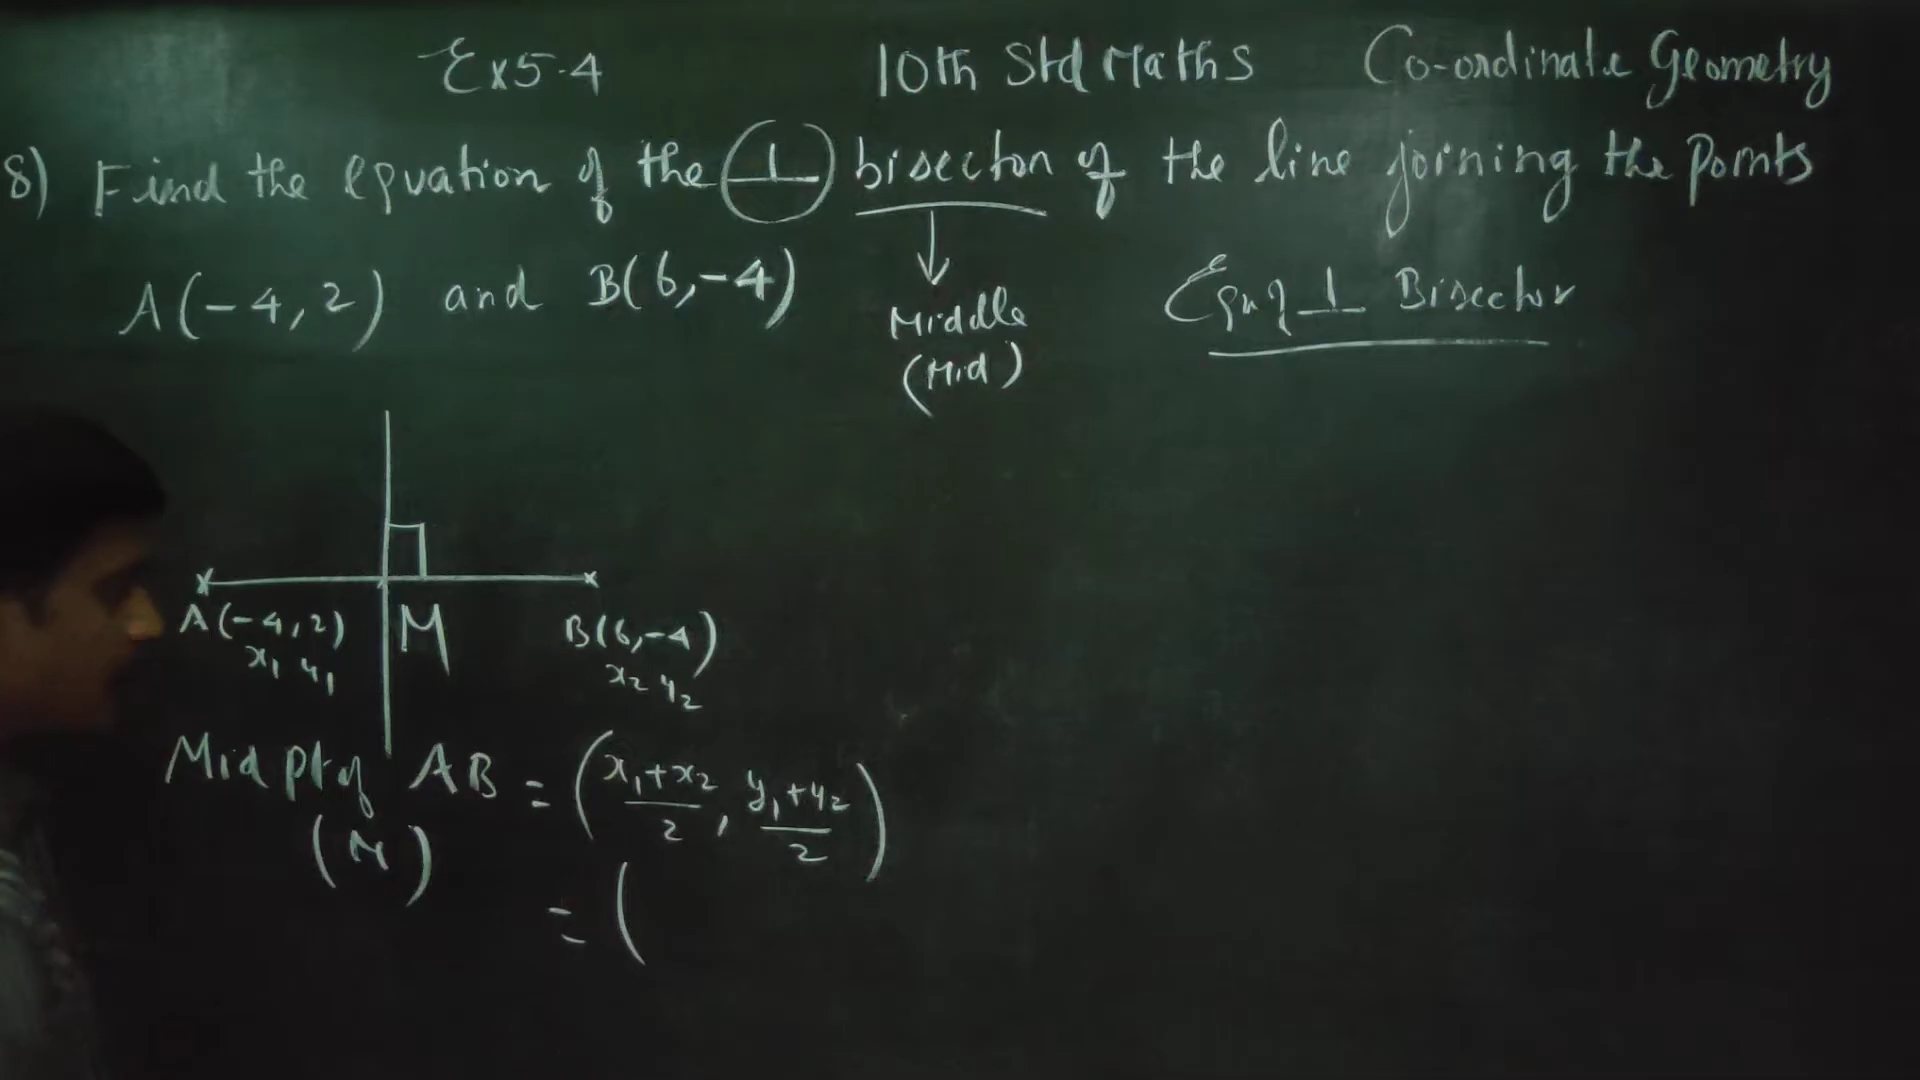 Ex 5.4 10th Std Maths Co-ordinate Geometry
8) Find the equation of the ⊥ bisector of the line joining the points
A(-4,2) and B(6,-4)
Middle
(Mid)
Eqn of ⊥ Bisector
A(-4,2) M B(6,-4)
x₁ y₁ x₂ y₂
Mid pt of AB = (x₁+x₂/2, y₁+y₂/2)
(M)
= (